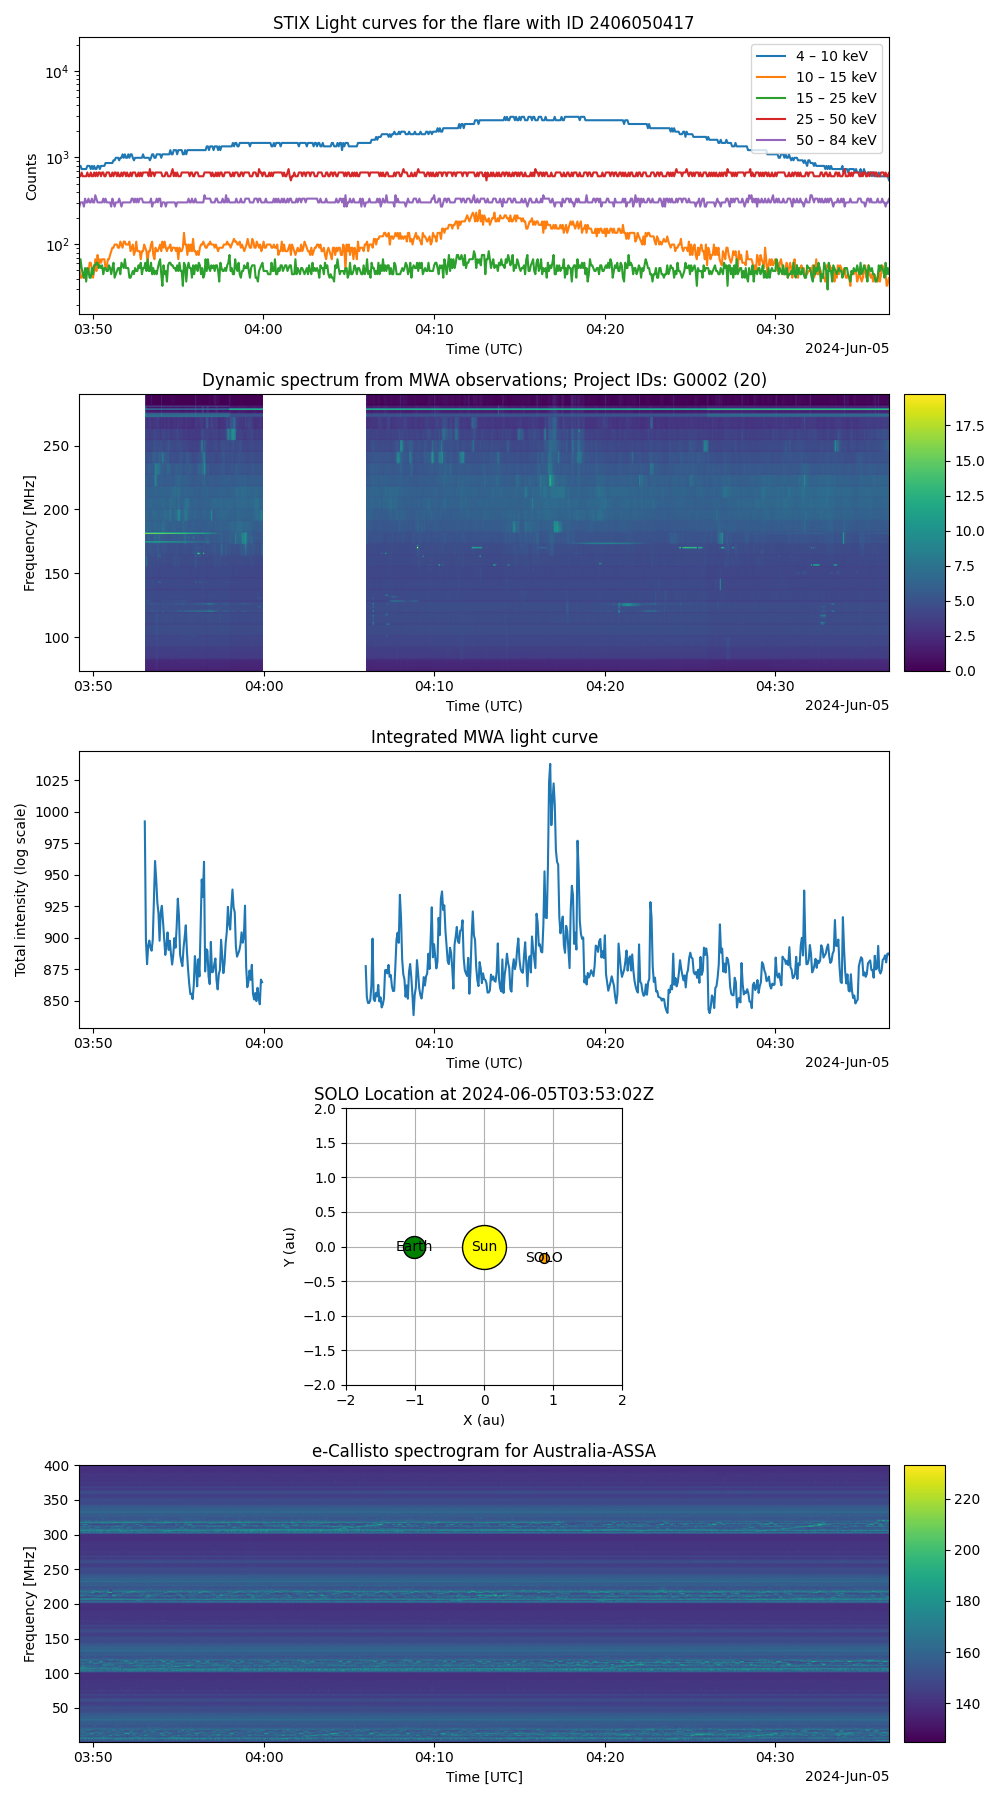 STIX Light curves for the flare with ID 2406050417
Counts
10⁴
10³
10²
4 – 10 keV
10 – 15 keV
15 – 25 keV
25 – 50 keV
50 – 84 keV
03:50 04:00 04:10 04:20 04:30
Time (UTC)
2024-Jun-05
Dynamic spectrum from MWA observations; Project IDs: G0002 (20)
Frequency [MHz]
250
200
150
100
17.5
15.0
12.5
10.0
7.5
5.0
2.5
0.0
03:50 04:00 04:10 04:20 04:30
Time (UTC)
2024-Jun-05
Integrated MWA light curve
Total intensity (log scale)
1025
1000
975
950
925
900
875
850
03:50 04:00 04:10 04:20 04:30
Time (UTC)
2024-Jun-05
SOLO Location at 2024-06-05T03:53:02Z
Y (au)
2.0
1.5
1.0
0.5
0.0
−0.5
−1.0
−1.5
−2.0
Earth Sun SOLO
−2 −1 0 1 2
X (au)
e-Callisto spectrogram for Australia-ASSA
Frequency [MHz]
400
350
300
250
200
150
100
50
220
200
180
160
140
03:50 04:00 04:10 04:20 04:30
Time [UTC]
2024-Jun-05